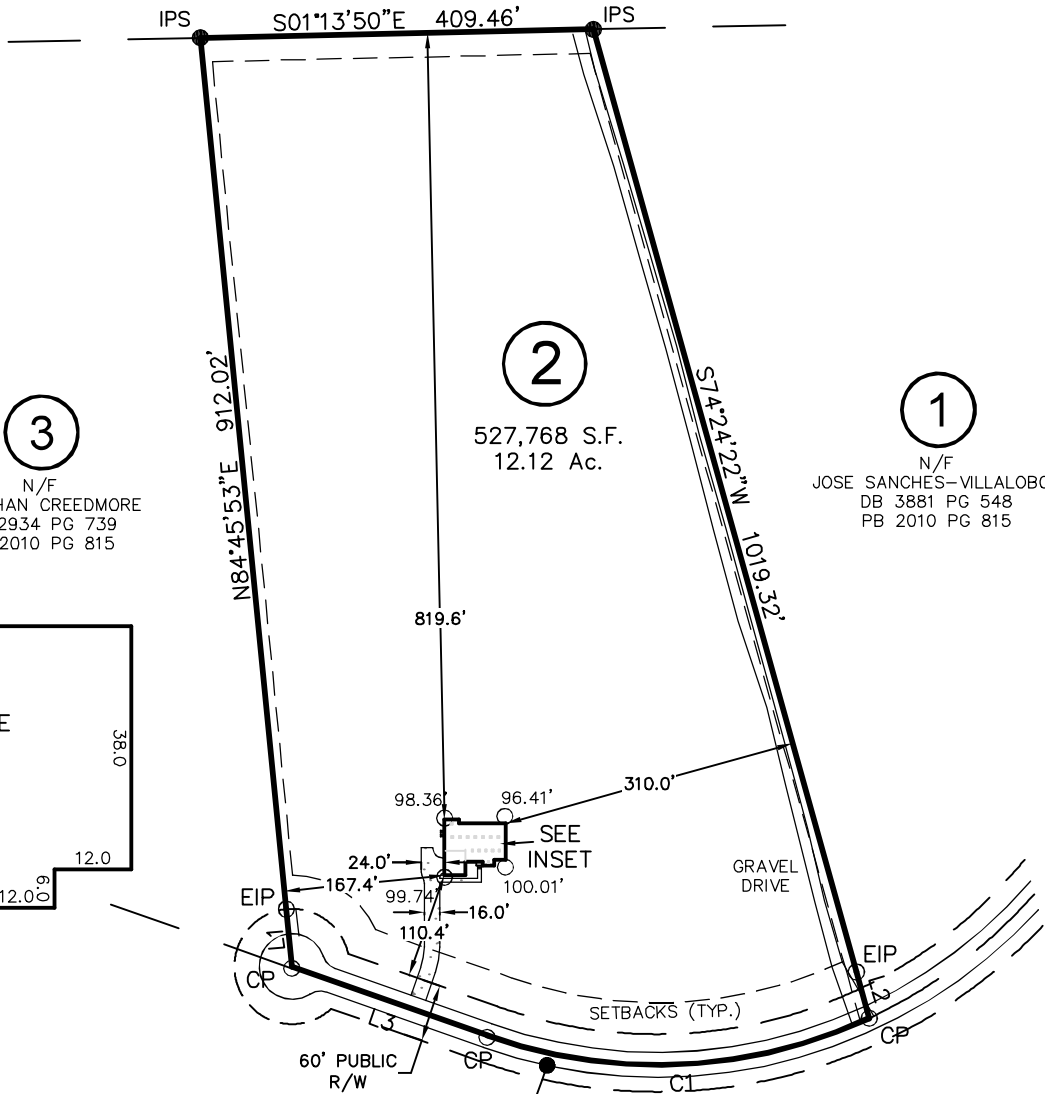 IPS
S01°13'50"E 409.46'
IPS
N84°45'53"E 912.02'
S74°24'22"W 1019.32'
2
527,768 S.F.
12.12 Ac.
3
N/F
HAN CREEDMORE
2934 PG 739
2010 PG 815
1
N/F
JOSE SANCHES-VILLALOBO
DB 3881 PG 548
PB 2010 PG 815
819.6'
E
38.0
12.0
12.0
6.0
310.0'
98.36'
96.41'
SEE
INSET
24.0'
167.4'
99.74'
100.01'
16.0'
110.4'
GRAVEL
DRIVE
EIP
L1
CP
EIP
L2
CP
SETBACKS (TYP.)
L3
60' PUBLIC
R/W
CP
C1